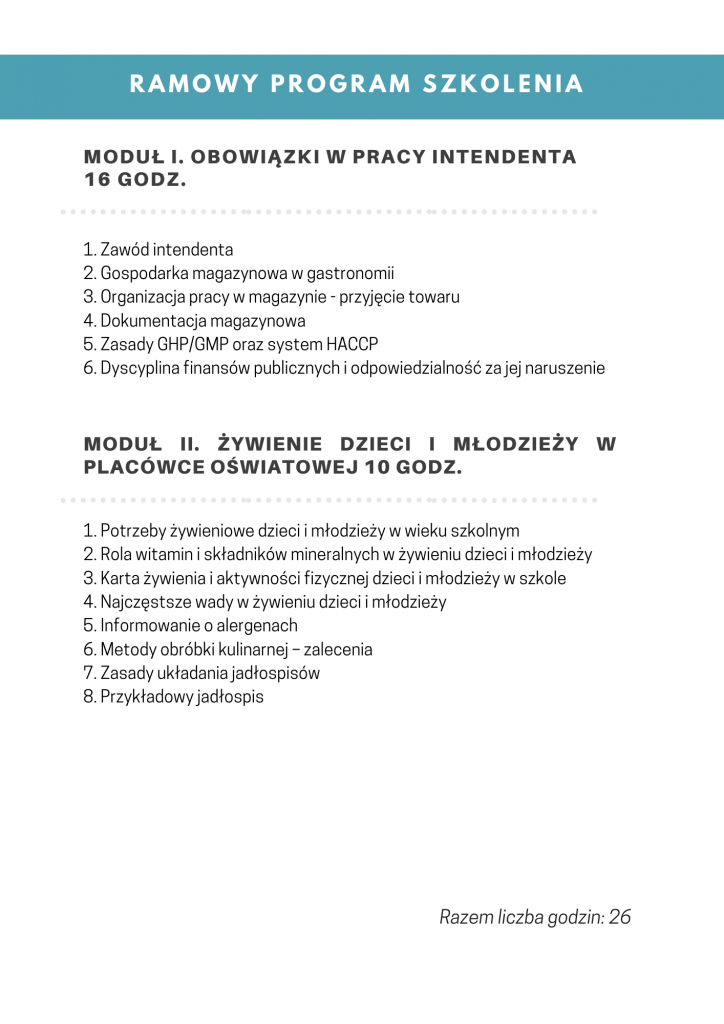 RAMOWY PROGRAM SZKOLENIA
MODUŁ I. OBOWIĄZKI W PRACY INTENDENTA
16 GODZ.
1. Zawód intendenta
2. Gospodarka magazynowa w gastronomii
3. Organizacja pracy w magazynie - przyjęcie towaru
4. Dokumentacja magazynowa
5. Zasady GHP/GMP oraz system HACCP
6. Dyscyplina finansów publicznych i odpowiedzialność za jej naruszenie
MODUŁ II. ŻYWIENIE DZIECI I MŁODZIEŻY W
PLACÓWCE OŚWIATOWEJ 10 GODZ.
1. Potrzeby żywieniowe dzieci i młodzieży w wieku szkolnym
2. Rola witamin i składników mineralnych w żywieniu dzieci i młodzieży
3. Karta żywienia i aktywności fizycznej dzieci i młodzieży w szkole
4. Najczęstsze wady w żywieniu dzieci i młodzieży
5. Informowanie o alergenach
6. Metody obróbki kulinarnej – zalecenia
7. Zasady układania jadłospisów
8. Przykładowy jadłospis
Razem liczba godzin: 26